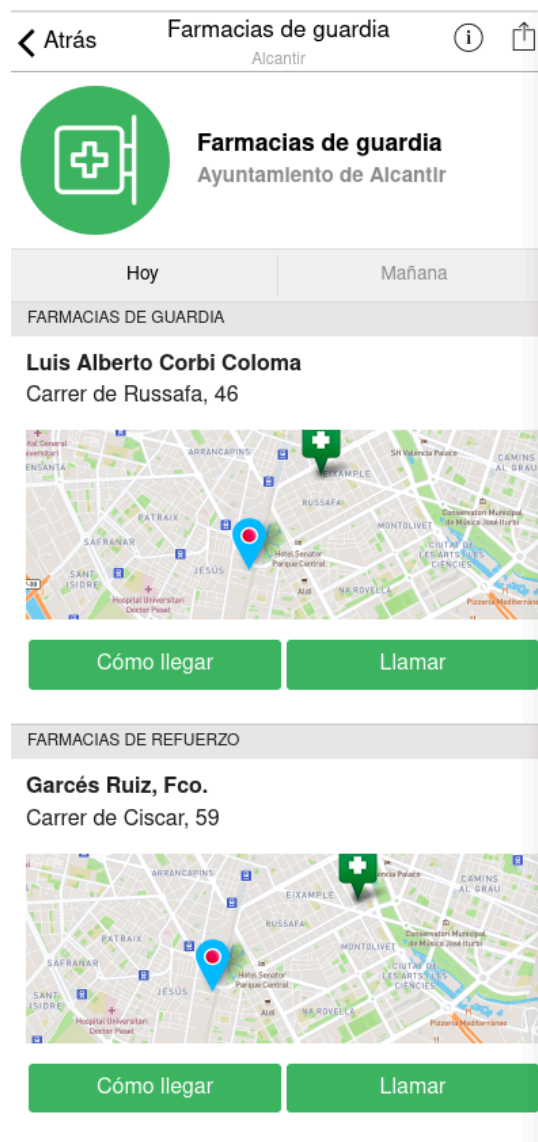 Atrás
Farmacias de guardia
Alcantir
Farmacias de guardia
Ayuntamiento de Alcantir
Hoy
Mañana
FARMACIAS DE GUARDIA
Luis Alberto Corbi Coloma
Carrer de Russafa, 46
ARRANCAPINS
SH Valencia Palace
CAMINS
AL GRAU
EIXAMPLE
RUSSAFA
PATRAIX
MONTOLIVET
Conservatori Municipal
de Música José Iturbi
SAFRANAR
JESÚS
Hotel Senator
Parque Central
CIUTAT DE
LES ARTS I LES
CIÈNCIES
SANT
ISIDRE
Hospital Universitari
Doctor Peset
Aldi
NA ROVELLA
Pizzeria Mediterráneo
Cómo llegar
Llamar
FARMACIAS DE REFUERZO
Garcés Ruiz, Fco.
Carrer de Ciscar, 59
ARRANCAPINS
encia Palace
CAMINS
AL GRAU
EIXAMPLE
RUSSAFA
PATRAIX
MONTOLIVET
Conservatori Municipal
de Música José Iturbi
SAFRANAR
JESÚS
Hotel Senator
Parque Central
CIUTAT DE
LES ARTS I LES
CIÈNCIES
SANT
ISIDRE
Hospital Universitari
Doctor Peset
Aldi
NA ROVELLA
Pizzeria Mediterráneo
Cómo llegar
Llamar